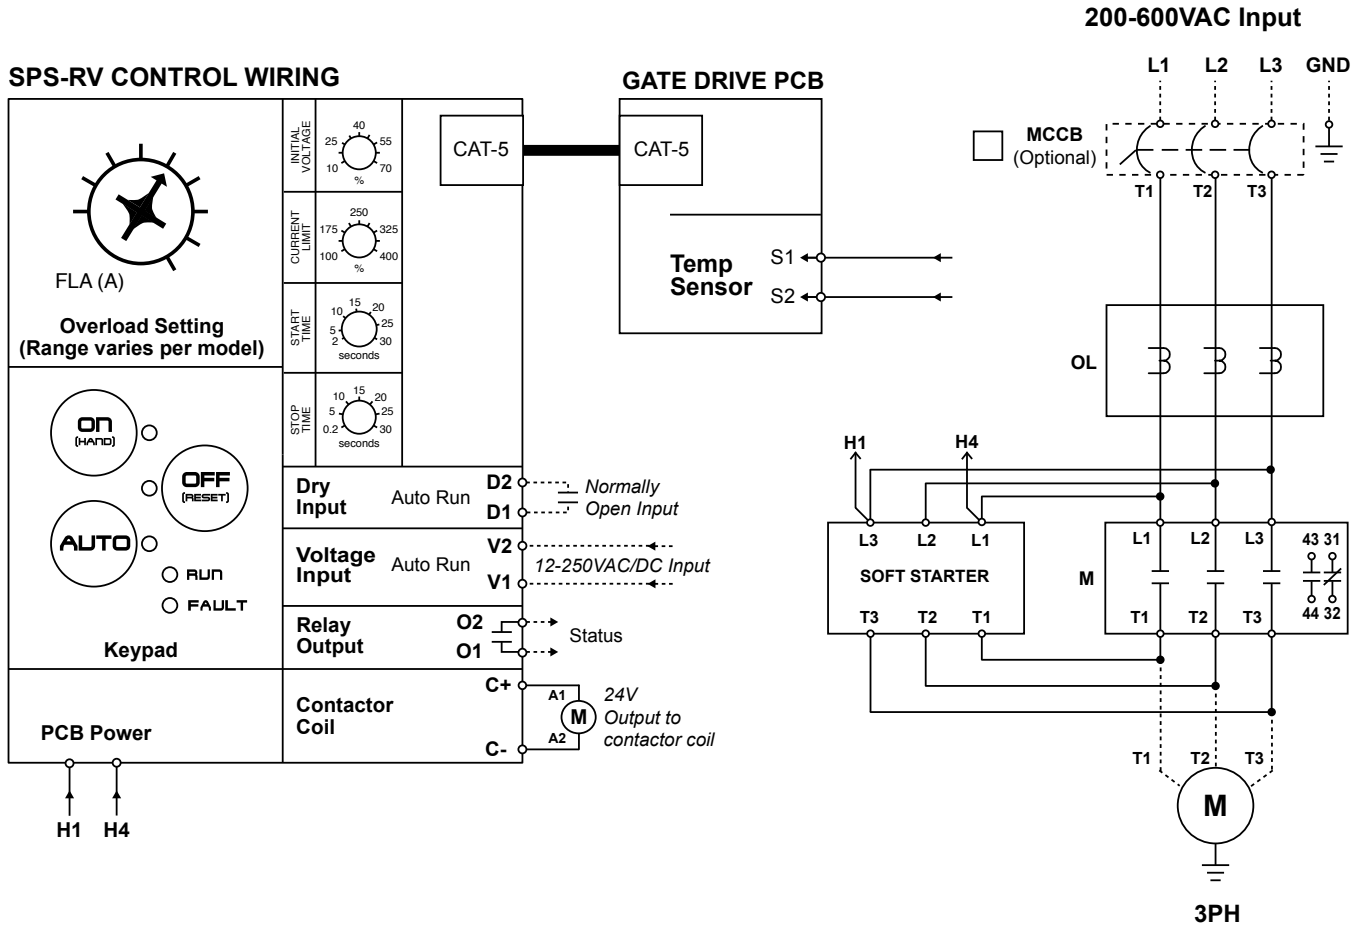 200-600VAC Input
SPS-RV CONTROL WIRING
GATE DRIVE PCB
L1 L2 L3 GND
MCCB
(Optional)
T1 T2 T3
FLA (A)
Overload Setting
(Range varies per model)
INITIAL
VOLTAGE
10 25 40 55 70
%
CURRENT
LIMIT
100 175 250 325 400
%
START
TIME
2 5 10 15 20 25 30
seconds
STOP
TIME
0.2 5 10 15 20 25 30
seconds
CAT-5
CAT-5
Temp
Sensor
S1
S2
ON
(HAND)
OFF
(RESET)
AUTO
RUN
FAULT
Keypad
Dry
Input
Auto Run
D2
D1
Normally
Open Input
Voltage
Input
Auto Run
V2
V1
12-250VAC/DC Input
Relay
Output
O2
O1
Status
Contactor
Coil
C+
C-
A1
M
A2
24V
Output to
contactor coil
PCB Power
H1 H4
OL
H1 H4
L3 L2 L1
SOFT STARTER
T3 T2 T1
M
L1 L2 L3
43 31
44 32
T1 T2 T3
T1 T2 T3
M
3PH